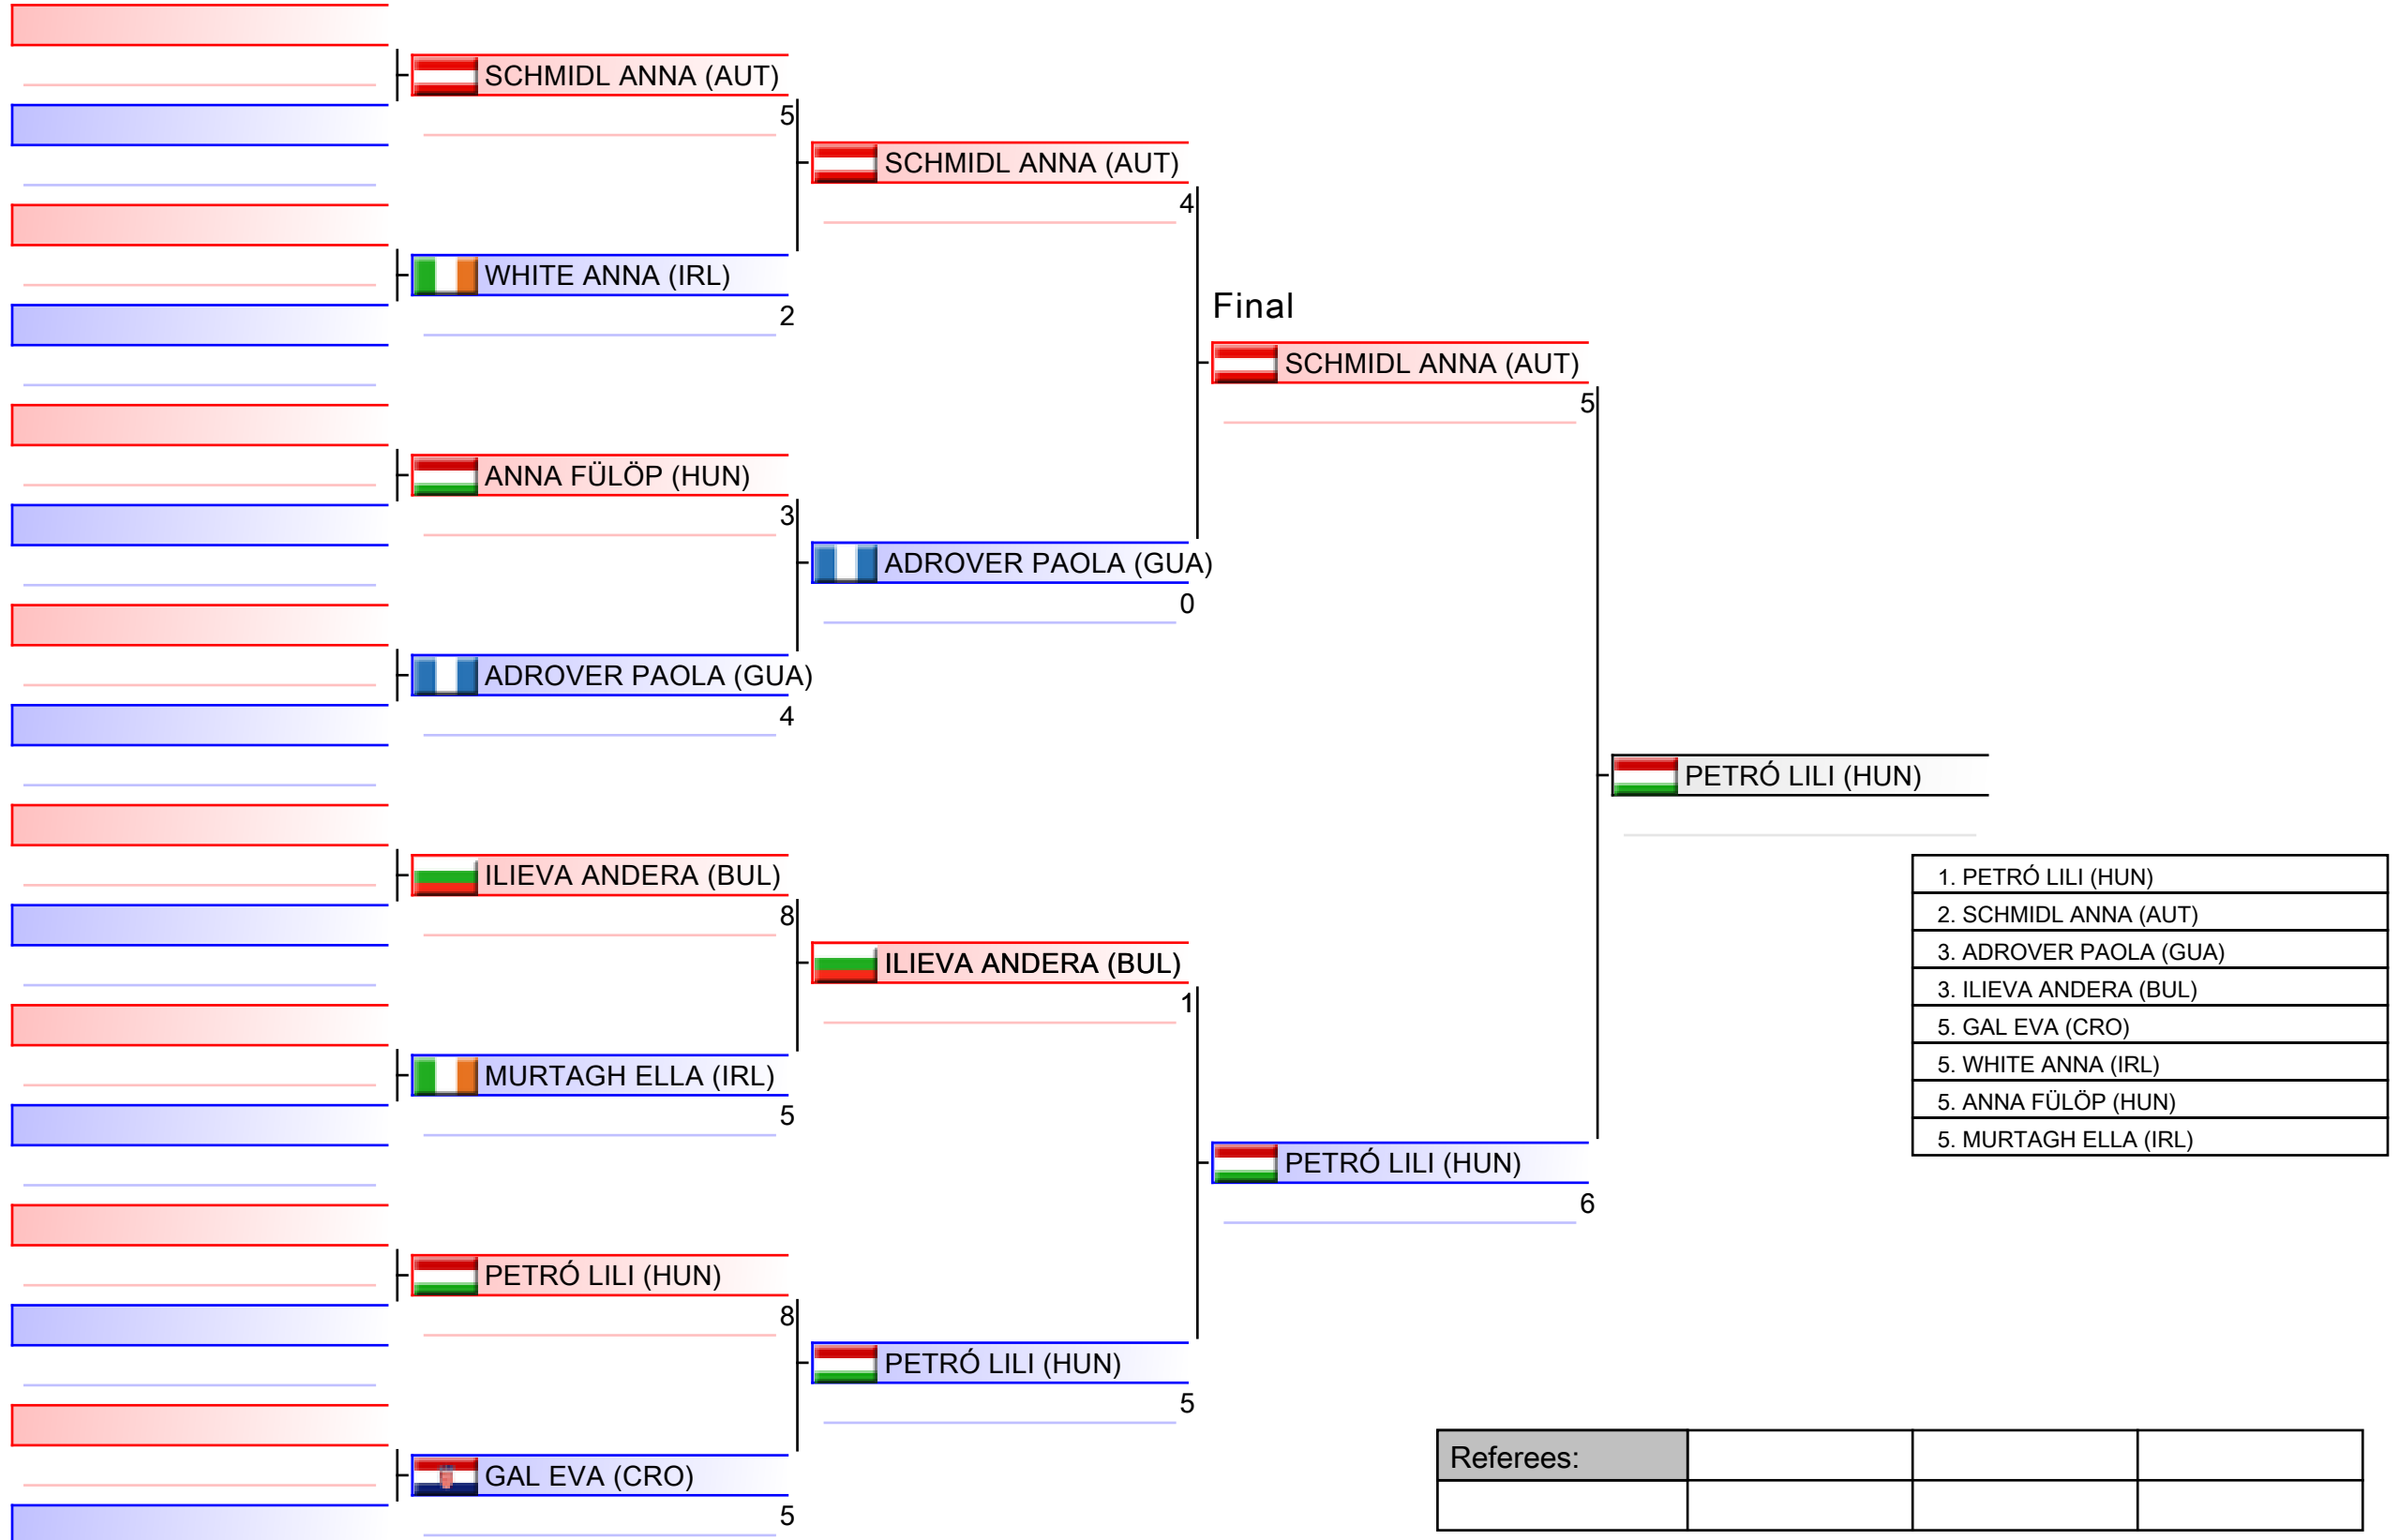 SCHMIDL ANNA (AUT)
5
SCHMIDL ANNA (AUT)
4
WHITE ANNA (IRL)
2
Final
SCHMIDL ANNA (AUT)
5
ANNA FÜLÖP (HUN)
3
ADROVER PAOLA (GUA)
0
ADROVER PAOLA (GUA)
4
PETRÓ LILI (HUN)
ILIEVA ANDERA (BUL)
8
ILIEVA ANDERA (BUL)
1
MURTAGH ELLA (IRL)
5
1. PETRÓ LILI (HUN)
2. SCHMIDL ANNA (AUT)
3. ADROVER PAOLA (GUA)
3. ILIEVA ANDERA (BUL)
5. GAL EVA (CRO)
5. WHITE ANNA (IRL)
5. ANNA FÜLÖP (HUN)
5. MURTAGH ELLA (IRL)
PETRÓ LILI (HUN)
6
PETRÓ LILI (HUN)
8
PETRÓ LILI (HUN)
5
GAL EVA (CRO)
5
Referees: